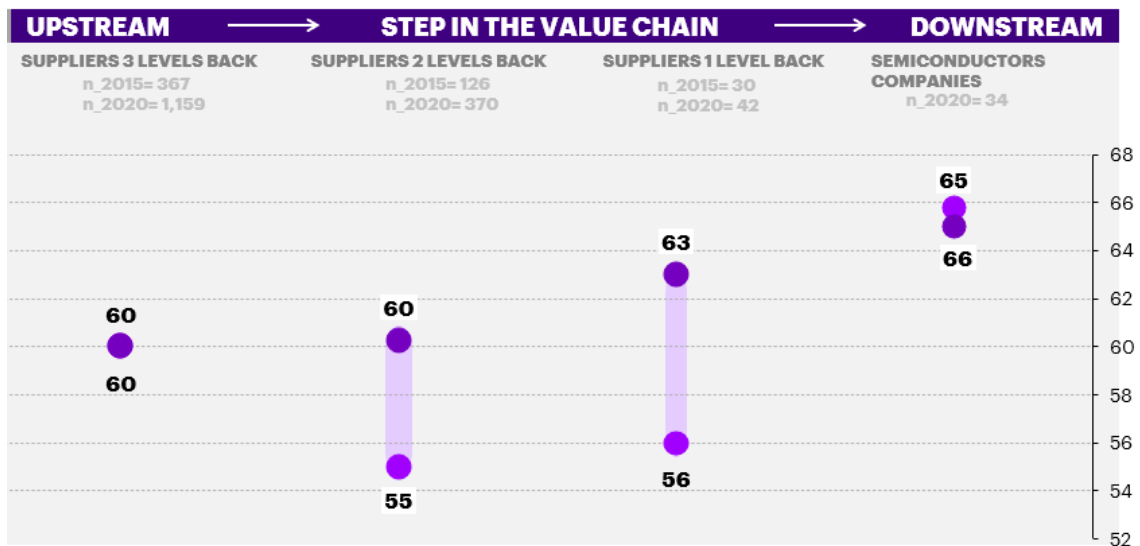 UPSTREAM STEP IN THE VALUE CHAIN DOWNSTREAM
SUPPLIERS 3 LEVELS BACK
n_2015= 367
n_2020= 1,159
SUPPLIERS 2 LEVELS BACK
n_2015= 126
n_2020= 370
SUPPLIERS 1 LEVEL BACK
n_2015= 30
n_2020= 42
SEMICONDUCTORS
COMPANIES
n_2020= 34
60
60
60
55
63
56
65
66
68
66
64
62
60
58
56
54
52